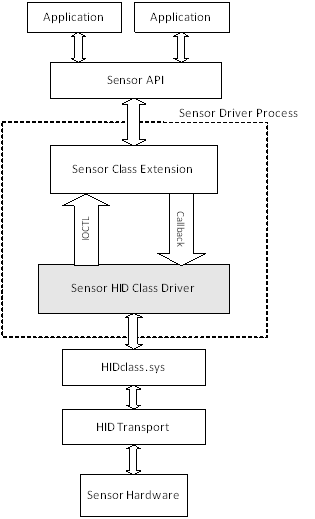 Application
Application
Sensor API
Sensor Driver Process
Sensor Class Extension
IOCTL
Callback
Sensor HID Class Driver
HIDclass.sys
HID Transport
Sensor Hardware